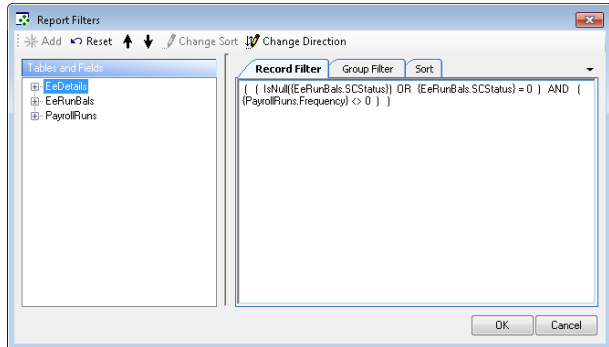 Report Filters
Add Reset Change Sort Change Direction
Tables and Fields
EeDetails
EeRunBals
PayrollRuns
Record Filter Group Filter Sort
( ( IsNull({EeRunBals.SCStatus}) OR {EeRunBals.SCStatus} = 0 ) AND (
{PayrollRuns.Frequency} <> 0 ) )
OK Cancel